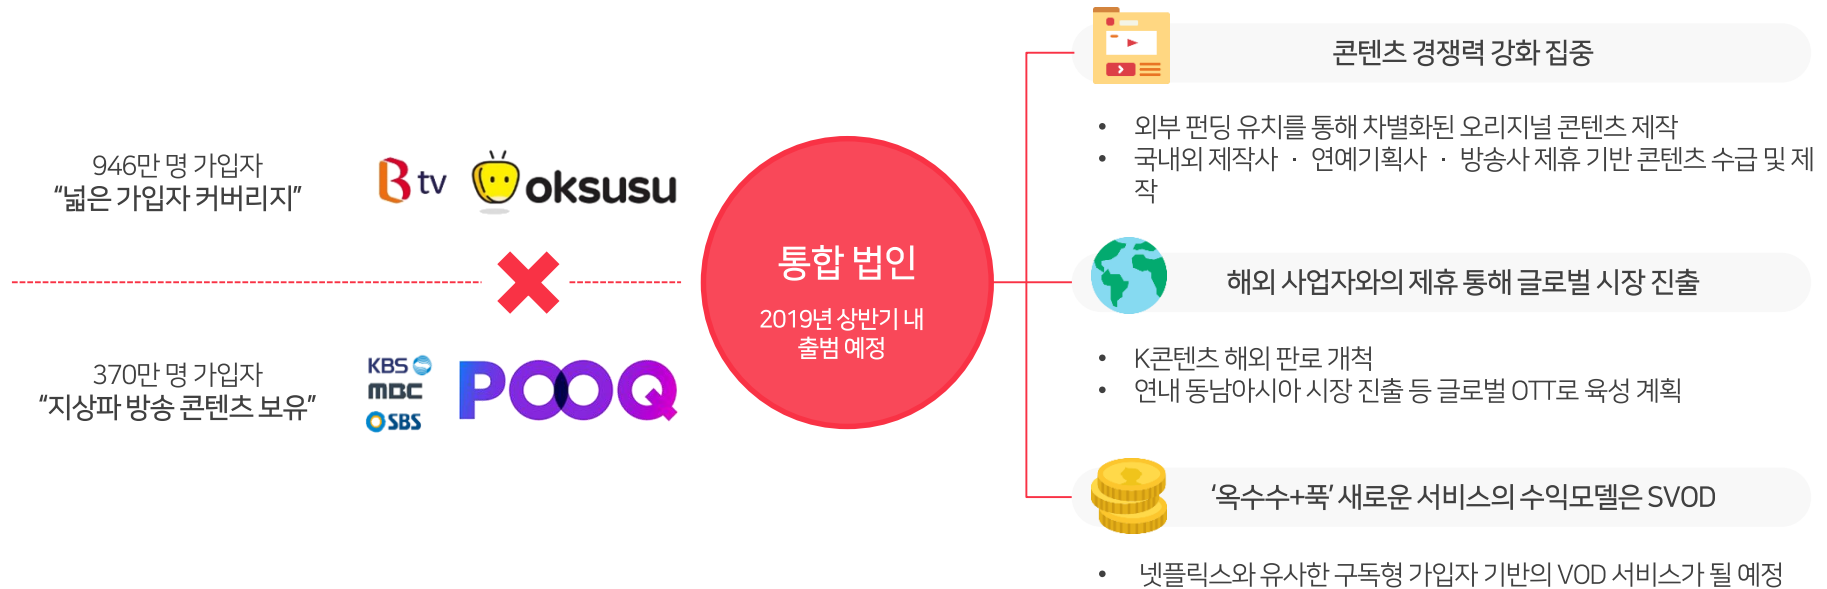 946만 명 가입자
“넓은 가입자 커버리지”
B tv
oksusu
370만 명 가입자
“지상파 방송 콘텐츠 보유”
KBS
MBC
SBS
POOQ
통합 법인
2019년 상반기 내
출범 예정
콘텐츠 경쟁력 강화 집중
• 외부 펀딩 유치를 통해 차별화된 오리지널 콘텐츠 제작
• 국내외 제작사 · 연예기획사 · 방송사 제휴 기반 콘텐츠 수급 및 제
작
해외 사업자와의 제휴 통해 글로벌 시장 진출
• K콘텐츠 해외 판로 개척
• 연내 동남아시아 시장 진출 등 글로벌 OTT로 육성 계획
‘옥수수+푹’ 새로운 서비스의 수익모델은 SVOD
• 넷플릭스와 유사한 구독형 가입자 기반의 VOD 서비스가 될 예정